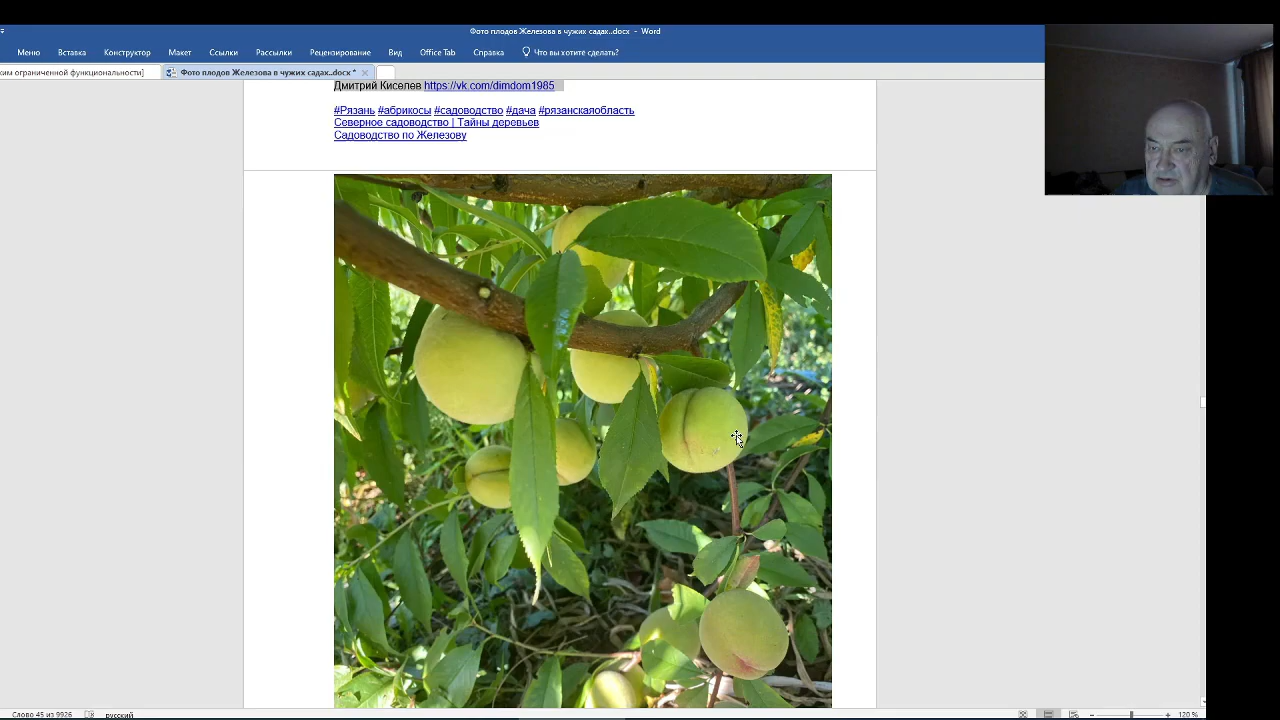 Фото плодов Железова в чужих садах..docx - Word
Меню Вставка Конструктор Макет Ссылки Рассылки Рецензирование Вид Office Tab Справка Что вы хотите сделать?
ким ограниченной функциональности] Фото плодов Железова в чужих садах..docx *
Дмитрий Киселев https://vk.com/dimdom1985
#Рязань #абрикосы #садоводство #дача #рязанскаяобласть
Северное садоводство | Тайны деревьев
Садоводство по Железову
Слово 45 из 9926 русский 120 %